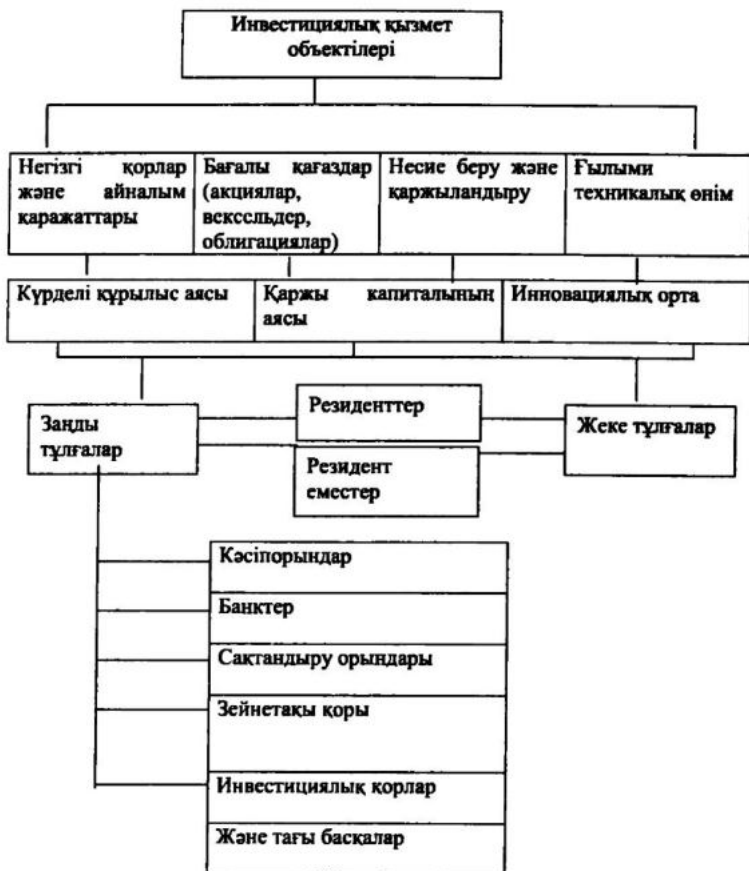 Инвестициялық қызмет
объектілері
Негізгі қорлар
және айналым
қаражаттары
Бағалы қағаздар
(акциялар,
векссльдер,
облигациялар)
Несие беру және
қаржыландыру
Ғылыми
техникалық өнім
Күрделі құрылыс аясы
Қаржы капиталының
аясы
Инновациялық орта
Заңды
тұлғалар
Резиденттер
Резидент
еместер
Жеке тұлғалар
Кәсіпорындар
Банктер
Сақтандыру орындары
Зейнетақы қоры
Инвестициялық қорлар
Және тағы басқалар